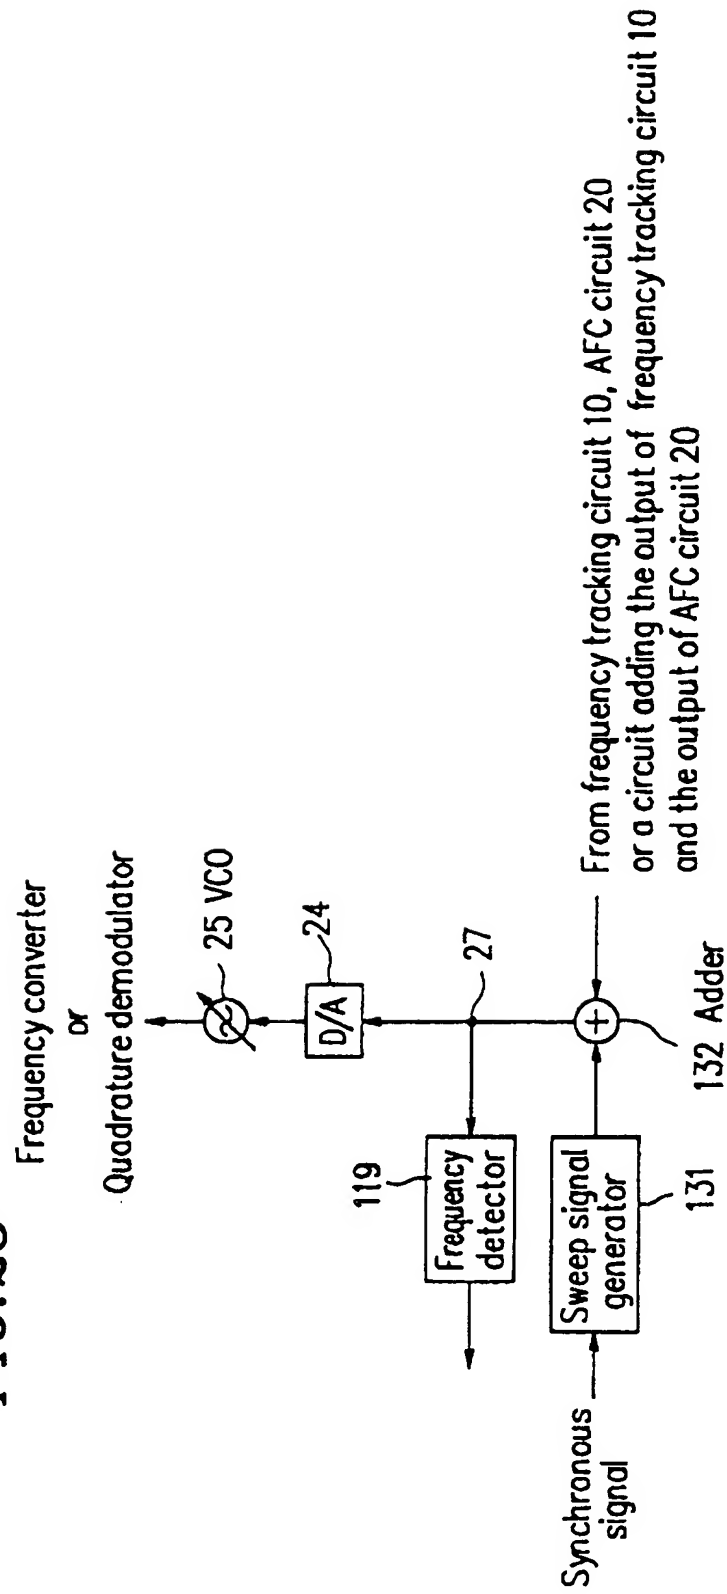 Frequency converter
or
Quadrature demodulator
25 VCO
24
D/A
27
119
Frequency
detector
From frequency tracking circuit 10, AFC circuit 20
or a circuit adding the output of frequency tracking circuit 10
and the output of AFC circuit 20
+
132 Adder
Sweep signal
generator
131
Synchronous
signal